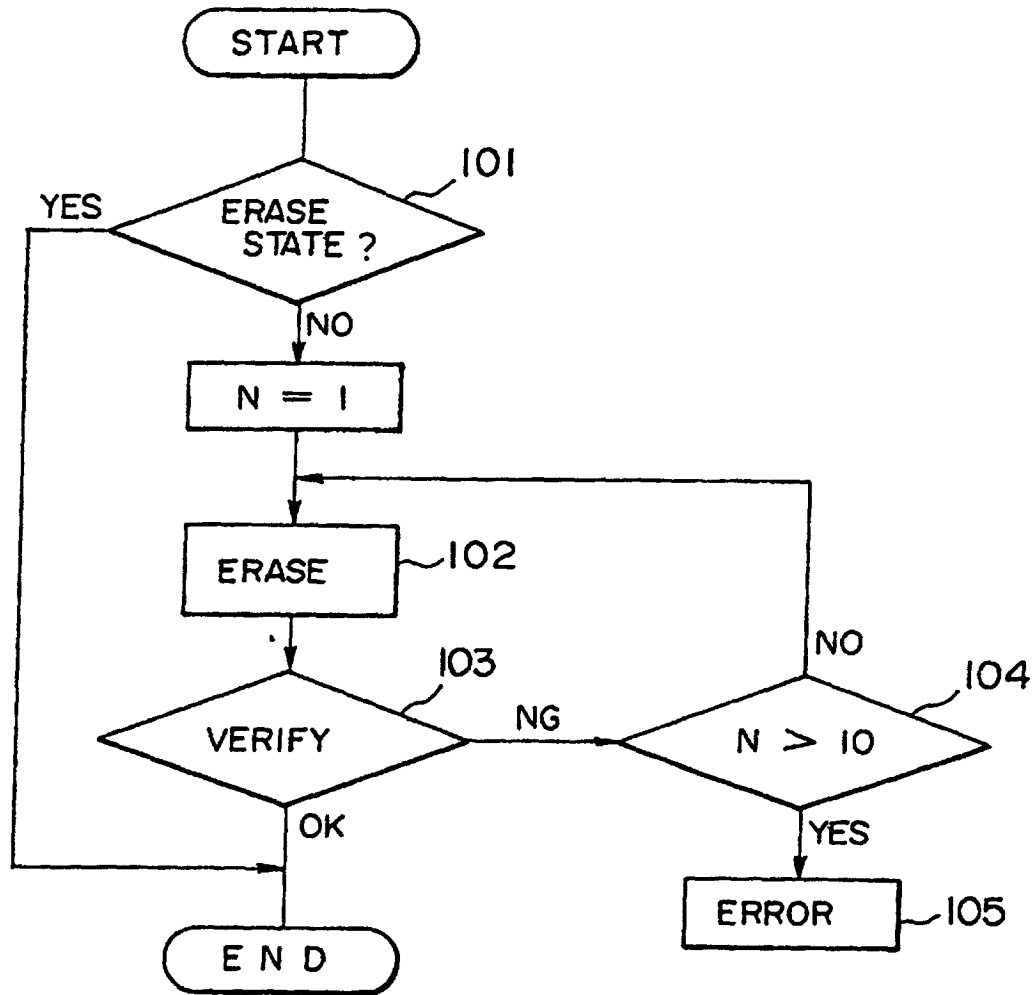 START
101
YES
ERASE
STATE ?
NO
N = 1
ERASE
102
NO
103
104
VERIFY
NG
N > 10
OK
YES
ERROR
105
END